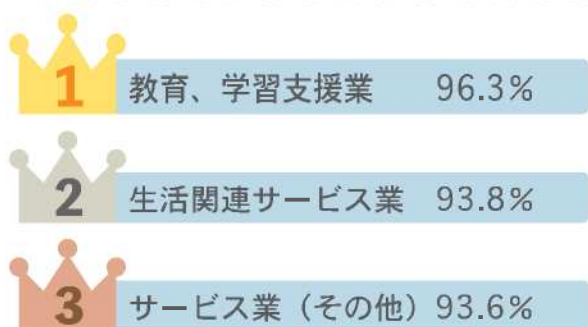 1 教育、学習支援業 96.3%
2 生活関連サービス業 93.8%
3 サービス業（その他）93.6%